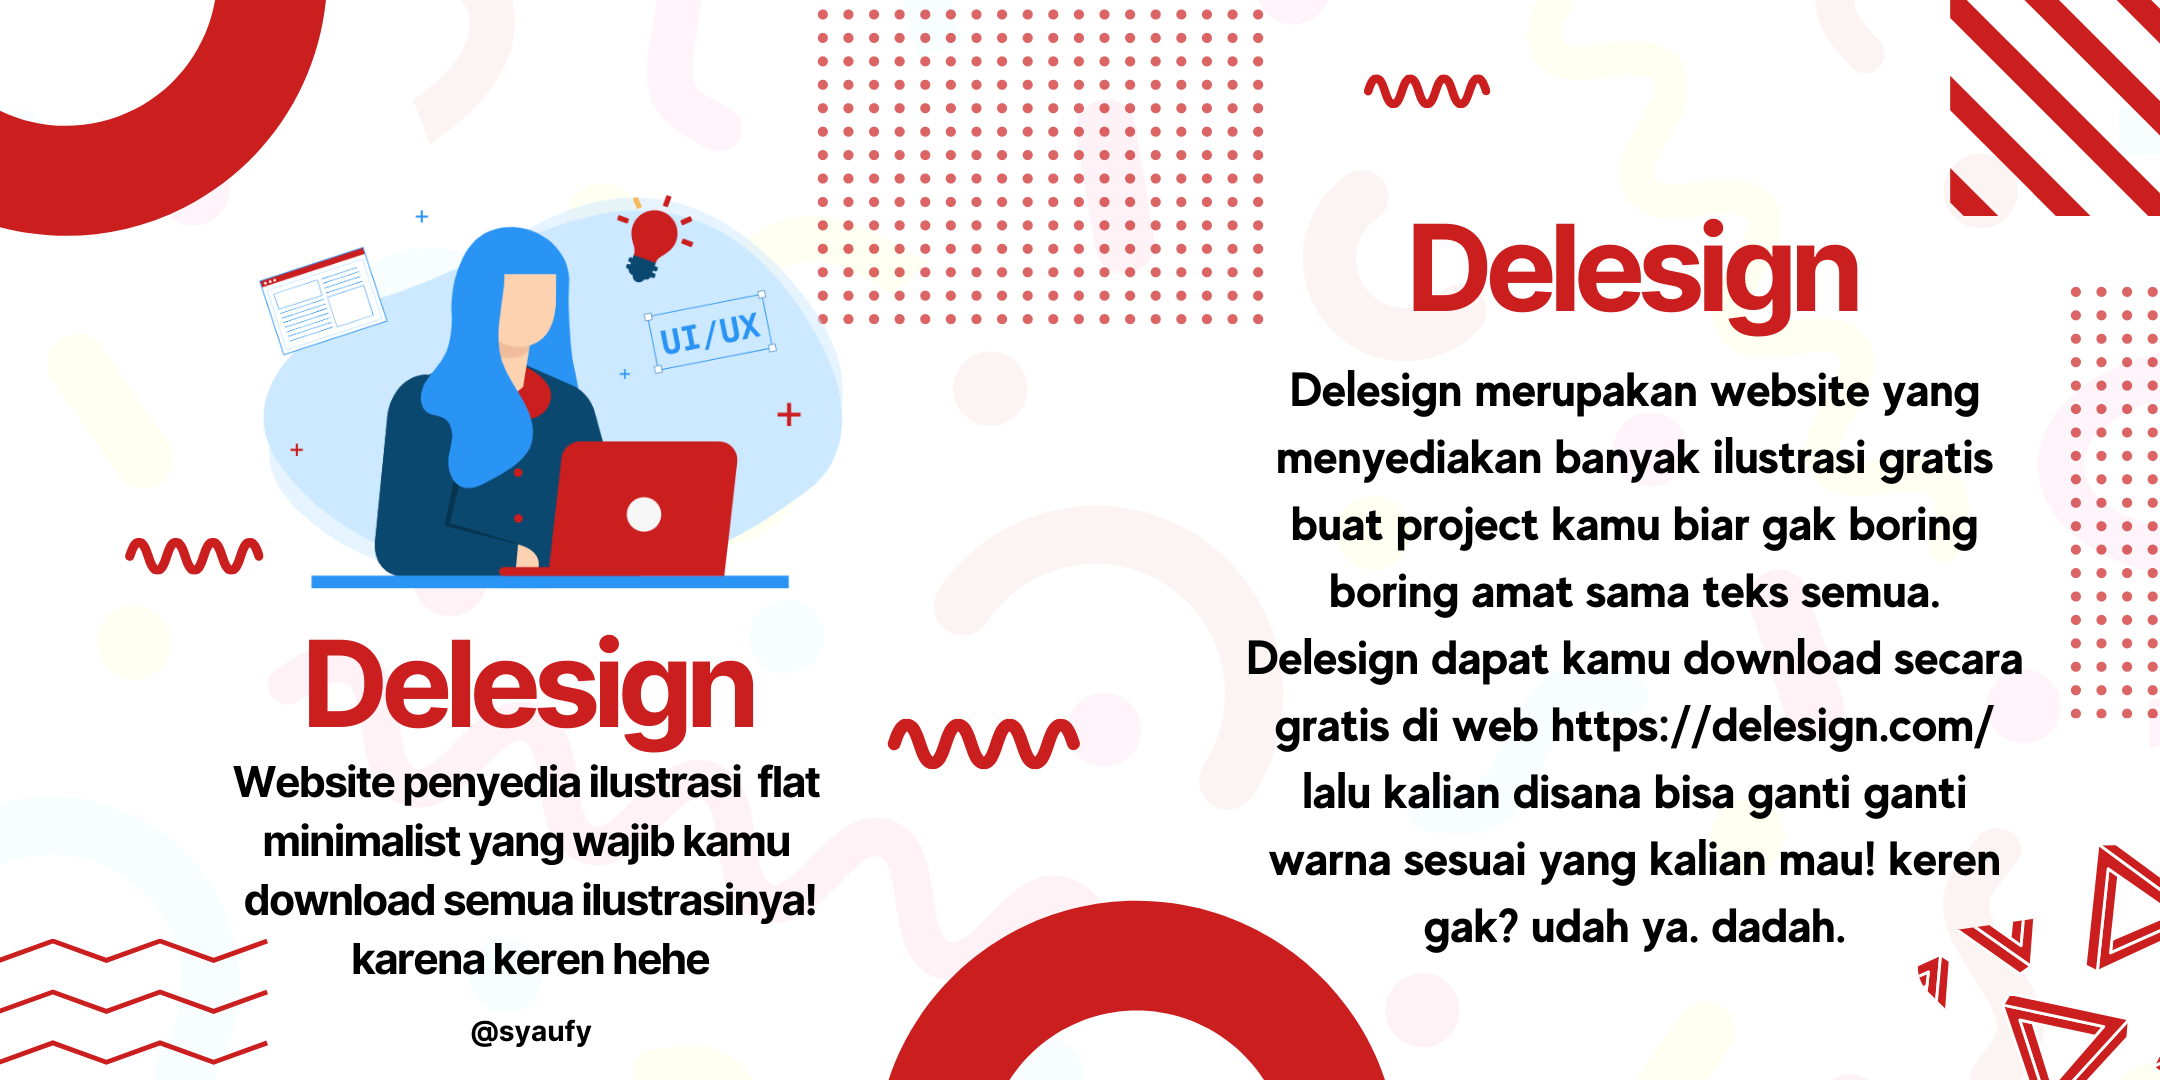 UI/UX
Delesign
Website penyedia ilustrasi  flat
minimalist yang wajib kamu
download semua ilustrasinya!
karena keren hehe
@syaufy
Delesign
Delesign merupakan website yang
menyediakan banyak ilustrasi gratis
buat project kamu biar gak boring
boring amat sama teks semua.
Delesign dapat kamu download secara
gratis di web https://delesign.com/
lalu kalian disana bisa ganti ganti
warna sesuai yang kalian mau! keren
gak? udah ya. dadah.